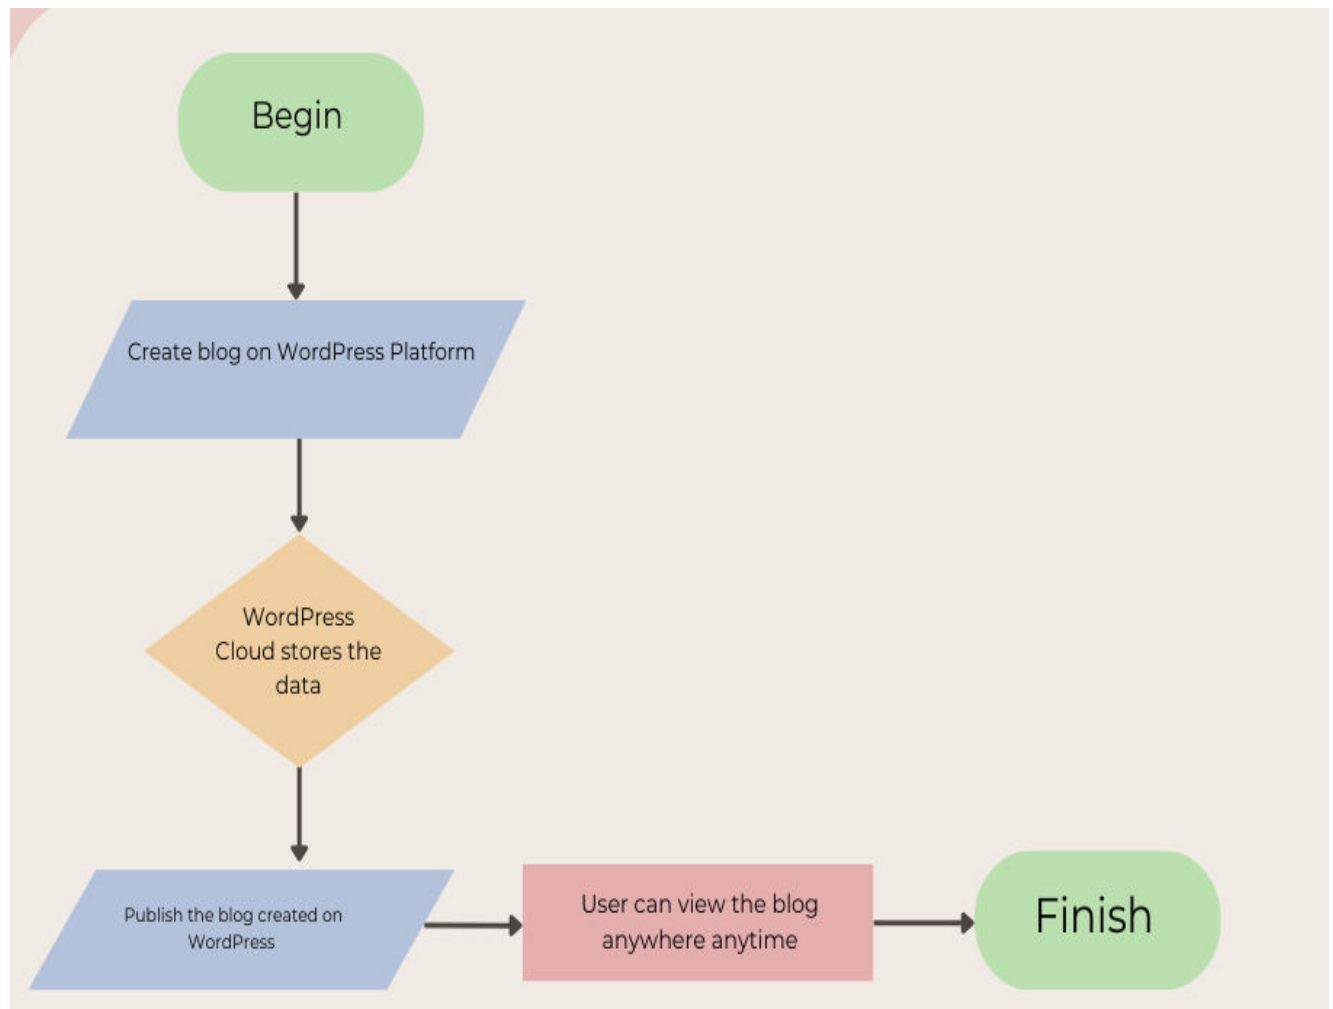 Begin
Create blog on WordPress Platform
WordPress
Cloud stores the
data
Publish the blog created on
WordPress
User can view the blog
anywhere anytime
Finish